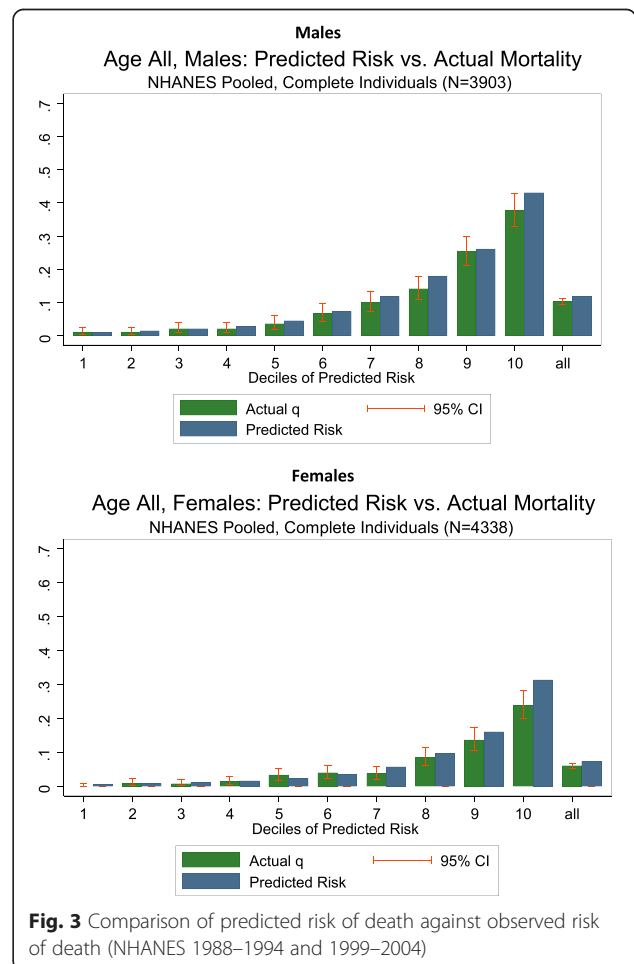 Males
Age All, Males: Predicted Risk vs. Actual Mortality
NHANES Pooled, Complete Individuals (N=3903)
.7
.6
.5
.4
.3
.2
.1
0
1 2 3 4 5 6 7 8 9 10 all
Deciles of Predicted Risk
Actual q 95% CI
Predicted Risk
Females
Age All, Females: Predicted Risk vs. Actual Mortality
NHANES Pooled, Complete Individuals (N=4338)
.7
.6
.5
.4
.3
.2
.1
0
1 2 3 4 5 6 7 8 9 10 all
Deciles of Predicted Risk
Actual q 95% CI
Predicted Risk
Fig. 3 Comparison of predicted risk of death against observed risk
of death (NHANES 1988–1994 and 1999–2004)